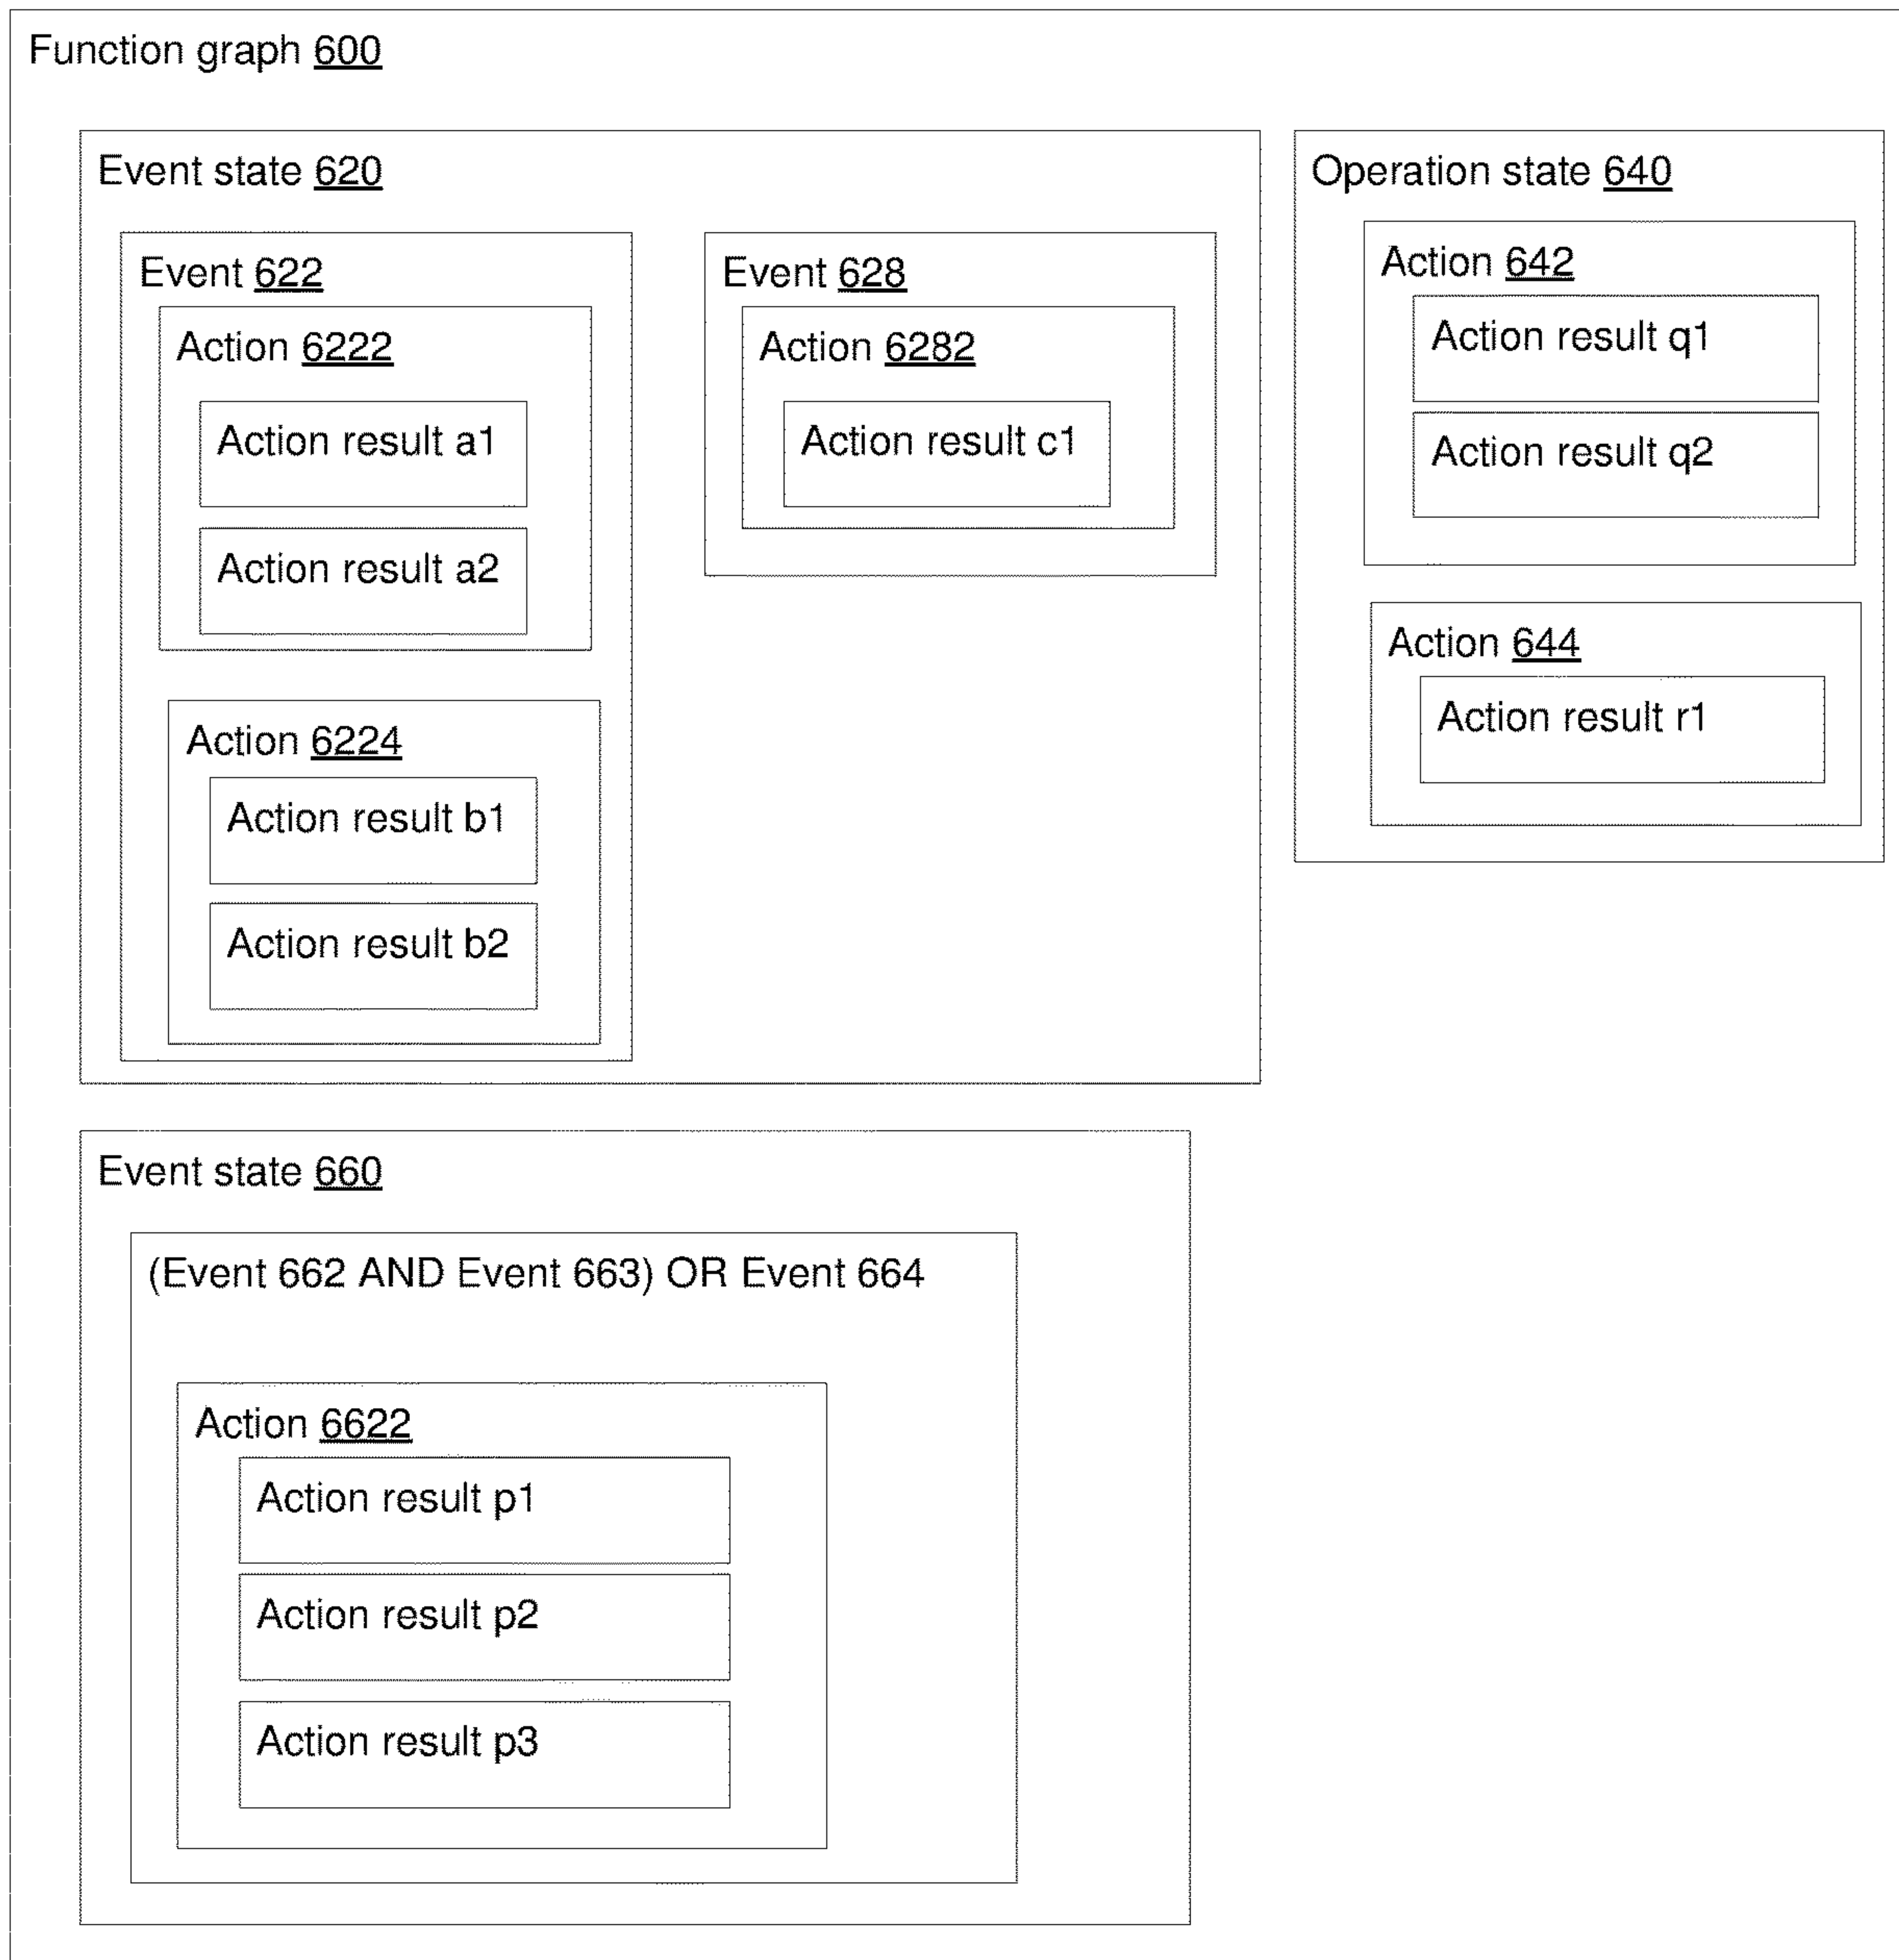 Function graph 600
Event state 620
Event 622
Action 6222
Action result a1
Action result a2
Action 6224
Action result b1
Action result b2
Event 628
Action 6282
Action result c1
Operation state 640
Action 642
Action result q1
Action result q2
Action 644
Action result r1
Event state 660
(Event 662 AND Event 663) OR Event 664
Action 6622
Action result p1
Action result p2
Action result p3